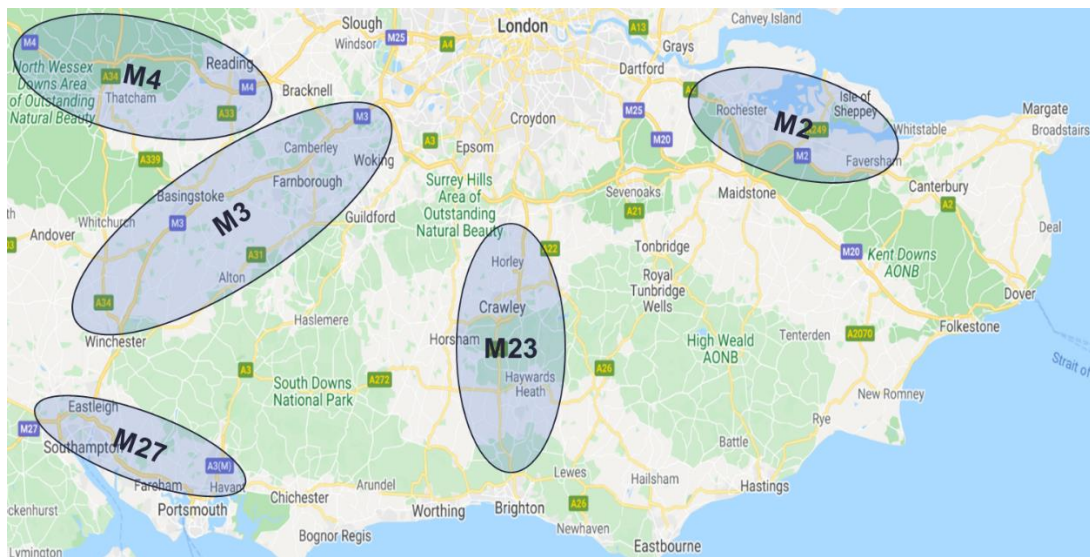 London
Canvey Island
Slough
Windsor
M25
A4
A13
Grays
Dartford
M4
M4
Reading
North Wessex
Downs Area
of Outstanding
Natural Beauty
A34
Thatcham
M4
A33
Bracknell
Croydon
M25
M20
Rochester
Isle of
Sheppey
M2
A249
M2
Faversham
Whitstable
Margate
Broadstairs
M3
Camberley
Woking
A3
Epsom
A339
Basingstoke
Farnborough
Surrey Hills
Area of
Outstanding
Natural Beauty
Sevenoaks
A21
Maidstone
Canterbury
A2
Deal
Whitchurch
Andover
M3
M3
Guildford
A31
Alton
A34
Winchester
Haslemere
A22
Horley
Crawley
Horsham
M23
Haywards
Heath
Tonbridge
Royal
Tunbridge
Wells
M20
Kent Downs
AONB
Dover
Folkestone
Tenterden
A2070
High Weald
AONB
A26
A3
South Downs
National Park
A272
New Romney
Rye
Strait of
Battle
Hastings
Eastleigh
M27
Southampton
M27
A3(M)
Fareham
Havant
Portsmouth
Chichester
Arundel
Bognor Regis
Worthing
Brighton
Lewes
A26
Newhaven
Hailsham
Eastbourne
ockenhurst
Lymington